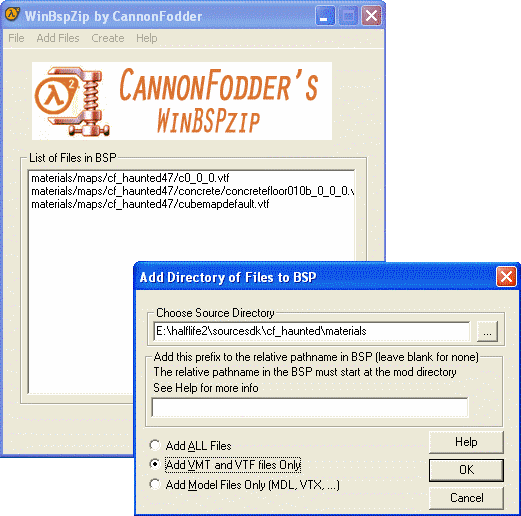 WinBspZip by CannonFodder
File Add Files Create Help
CANNONFODDER'S
WINBSPZIP
List of Files in BSP
materials/maps/cf_haunted47/c0_0_0.vtf
materials/maps/cf_haunted47/concrete/concretefloor010b_0_0_0.v
materials/maps/cf_haunted47/cubemapdefault.vtf
Add Directory of Files to BSP
Choose Source Directory
E:\halflife2\sourcesdk\cf_haunted\materials
...
Add this prefix to the relative pathname in BSP (leave blank for none)
The relative pathname in the BSP must start at the mod directory
See Help for more info
Add ALL Files
Add VMT and VTF files Only
Add Model Files Only (MDL, VTX, ...)
Help
OK
Cancel